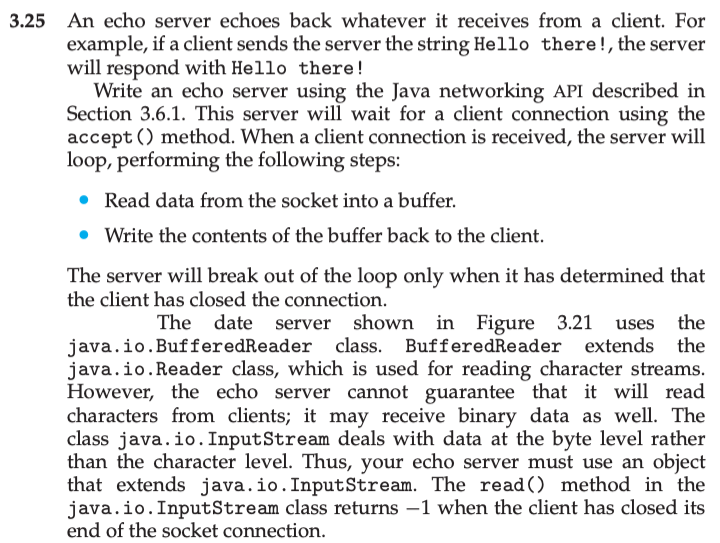 3.25 An echo server echoes back whatever it receives from a client. For
example, if a client sends the server the string Hello there!, the server
will respond with Hello there!
Write an echo server using the Java networking API described in
Section 3.6.1. This server will wait for a client connection using the
accept() method. When a client connection is received, the server will
loop, performing the following steps:
• Read data from the socket into a buffer.
• Write the contents of the buffer back to the client.
The server will break out of the loop only when it has determined that
the client has closed the connection.
The date server shown in Figure 3.21 uses the
java.io.BufferedReader class. BufferedReader extends the
java.io.Reader class, which is used for reading character streams.
However, the echo server cannot guarantee that it will read
characters from clients; it may receive binary data as well. The
class java.io.InputStream deals with data at the byte level rather
than the character level. Thus, your echo server must use an object
that extends java.io.InputStream. The read() method in the
java.io.InputStream class returns −1 when the client has closed its
end of the socket connection.